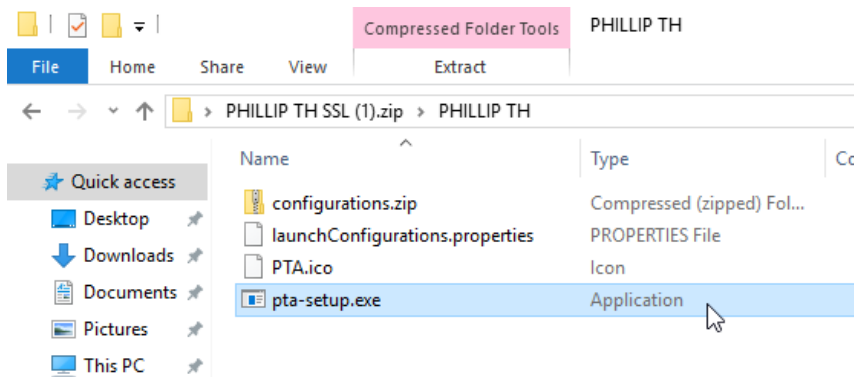 Compressed Folder Tools PHILLIP TH
File Home Share View Extract
PHILLIP TH SSL (1).zip PHILLIP TH
Name Type Co
Quick access
Desktop
Downloads
Documents
Pictures
This PC
configurations.zip Compressed (zipped) Fol...
launchConfigurations.properties PROPERTIES File
PTA.ico Icon
pta-setup.exe Application